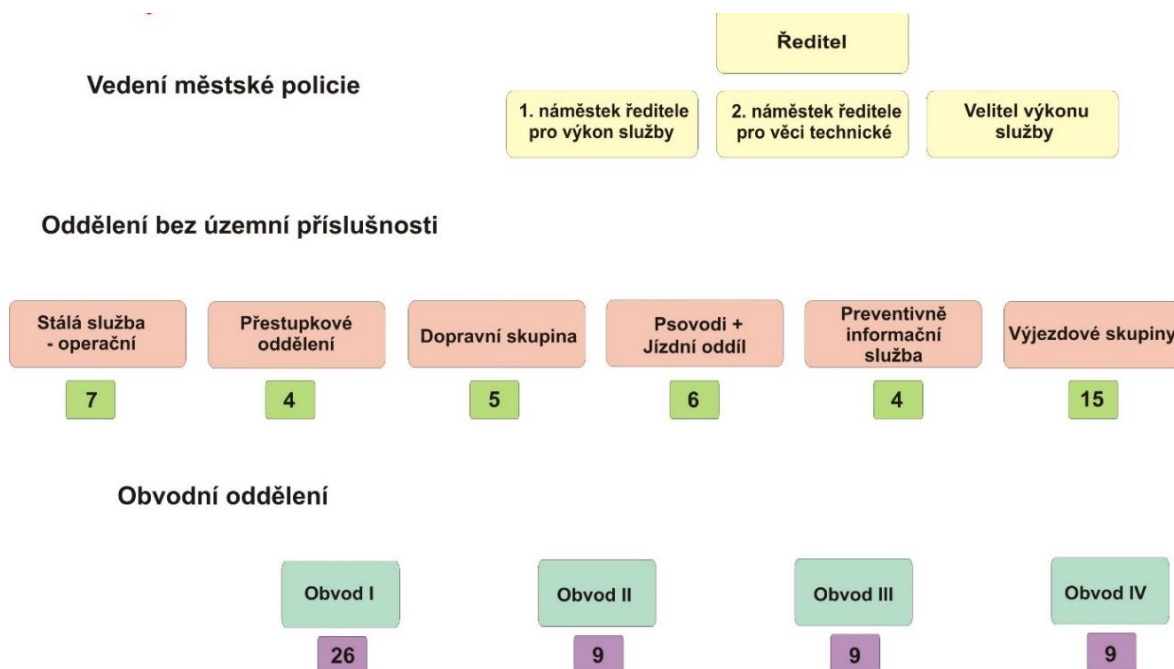 Ředitel
Vedení městské policie
1. náměstek ředitele
pro výkon služby
2. náměstek ředitele
pro věci technické
Velitel výkonu
služby
Oddělení bez územní příslušnosti
Stálá služba
- operační
Přestupkové
oddělení
Dopravní skupina
Psovodi +
Jízdní oddíl
Preventivně
informační
služba
Výjezdové skupiny
7
4
5
6
4
15
Obvodní oddělení
Obvod I
Obvod II
Obvod III
Obvod IV
26
9
9
9